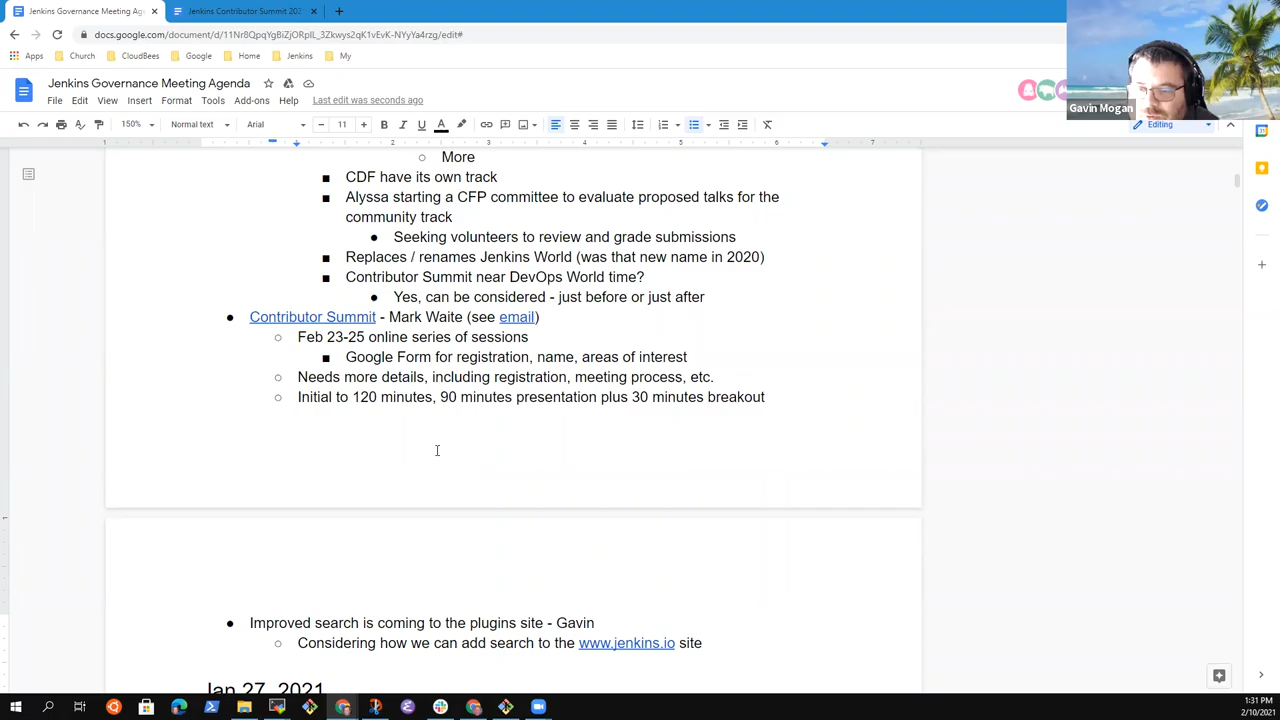 Jenkins Governance Meeting Ag
Jenkins Contributor Summit 202
docs.google.com/document/d/11Nr8QpqYgBiZjORpIL_3Zkwys2qK1vEvK-NYyYa4rzg/edit#
Apps
Church
CloudBees
Google
Home
Jenkins
My
Gavin Mogan
Jenkins Governance Meeting Agenda
File Edit View Insert Format Tools Add-ons Help
Last edit was seconds ago
150%
Normal text
Arial
11
Editing
1 2 3 4 5 6 7
○ More
■ CDF have its own track
■ Alyssa starting a CFP committee to evaluate proposed talks for the
community track
● Seeking volunteers to review and grade submissions
■ Replaces / renames Jenkins World (was that new name in 2020)
■ Contributor Summit near DevOps World time?
● Yes, can be considered - just before or just after
● Contributor Summit - Mark Waite (see email)
○ Feb 23-25 online series of sessions
■ Google Form for registration, name, areas of interest
○ Needs more details, including registration, meeting process, etc.
○ Initial to 120 minutes, 90 minutes presentation plus 30 minutes breakout
● Improved search is coming to the plugins site - Gavin
○ Considering how we can add search to the www.jenkins.io site
Jan 27, 2021
1:31 PM
2/10/2021